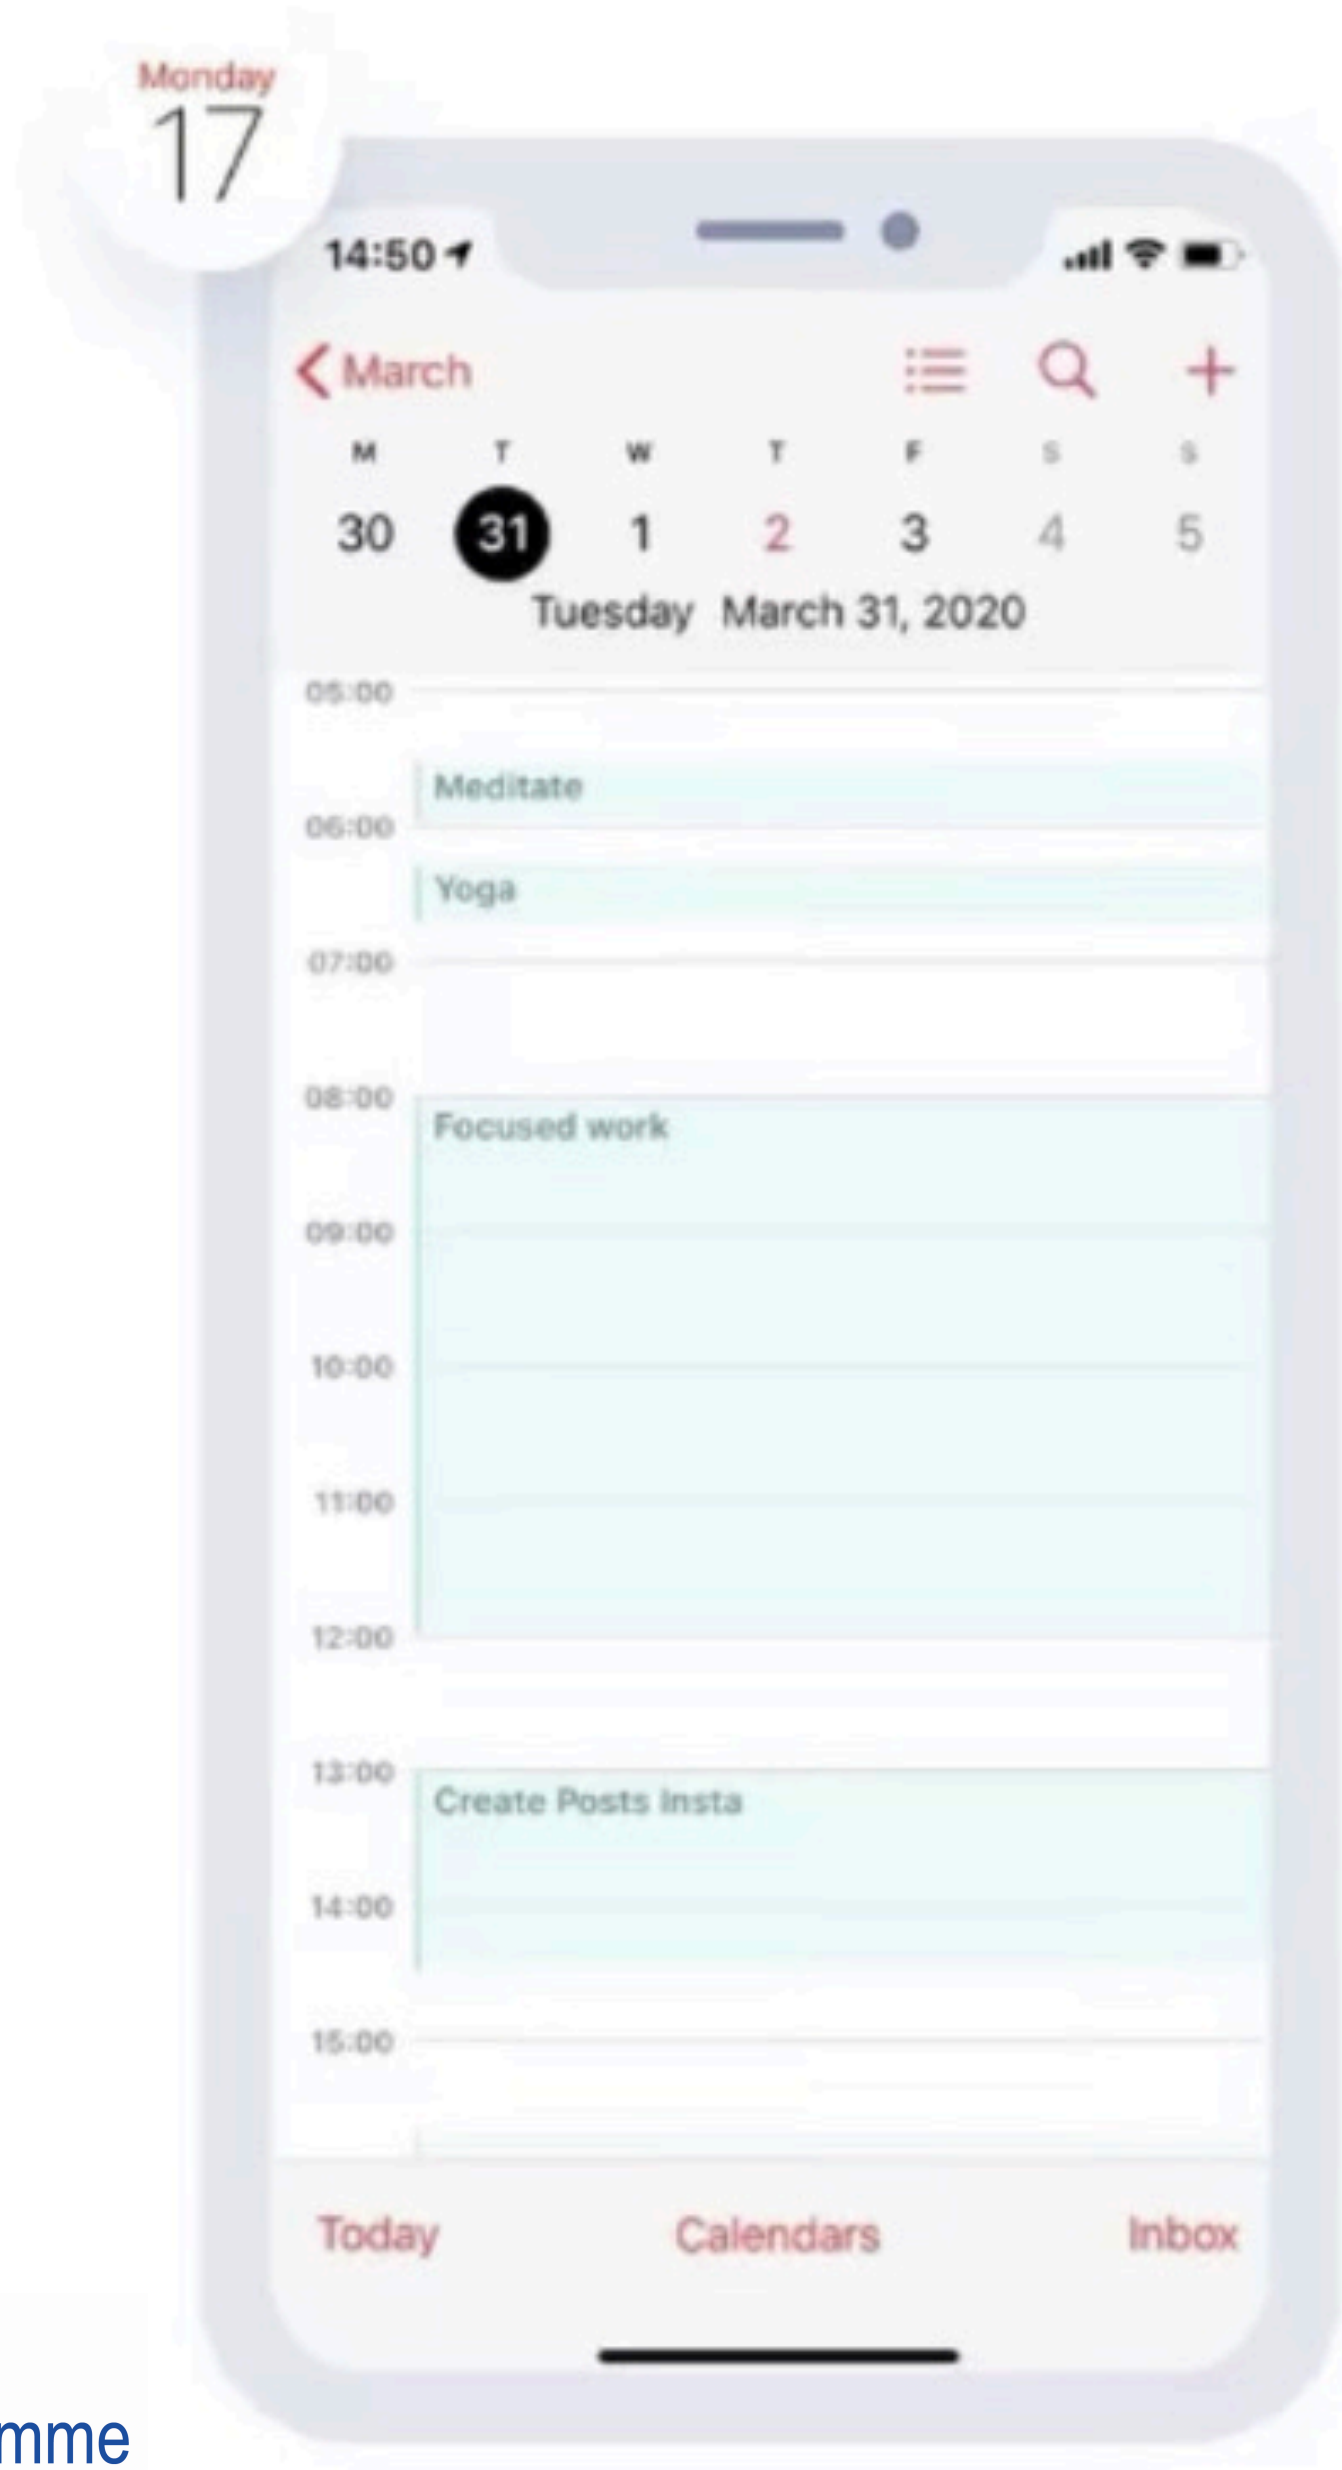 Monday
17
14:50
March
M T W T F S S
30 31 1 2 3 4 5
Tuesday March 31, 2020
05:00
Meditate
06:00
Yoga
07:00
08:00
Focused work
09:00
10:00
11:00
12:00
13:00
Create Posts Insta
14:00
15:00
Today Calendars Inbox
mme